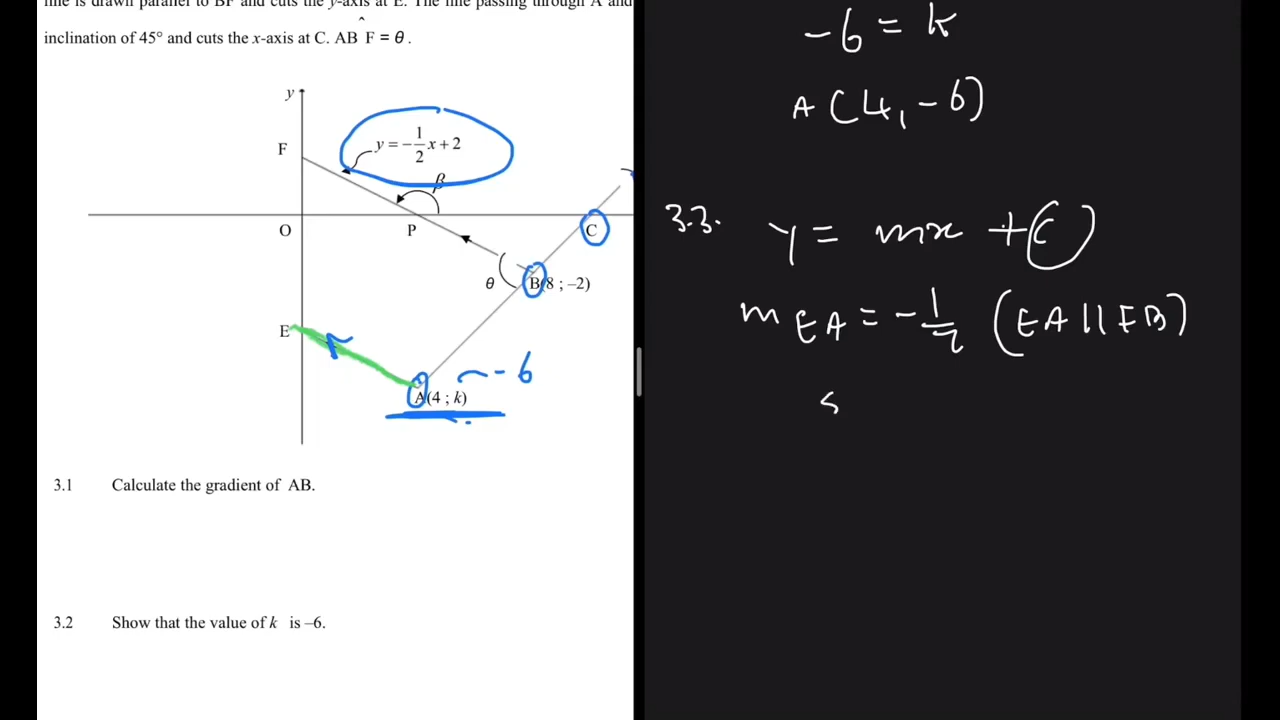 line is drawn parallel to BF and cuts the y-axis at E. The line passing through A and
inclination of 45° and cuts the x-axis at C. AB̂F = θ.
y
F
y = -1/2 x + 2
β
O
P
C
θ
B(8 ; –2)
E
-6
A(4 ; k)
3.1 Calculate the gradient of AB.
3.2 Show that the value of k is –6.
-6 = k
A(4, -6)
3.3. y = mx + c
m EA = -1/2 (EA || FB)
s